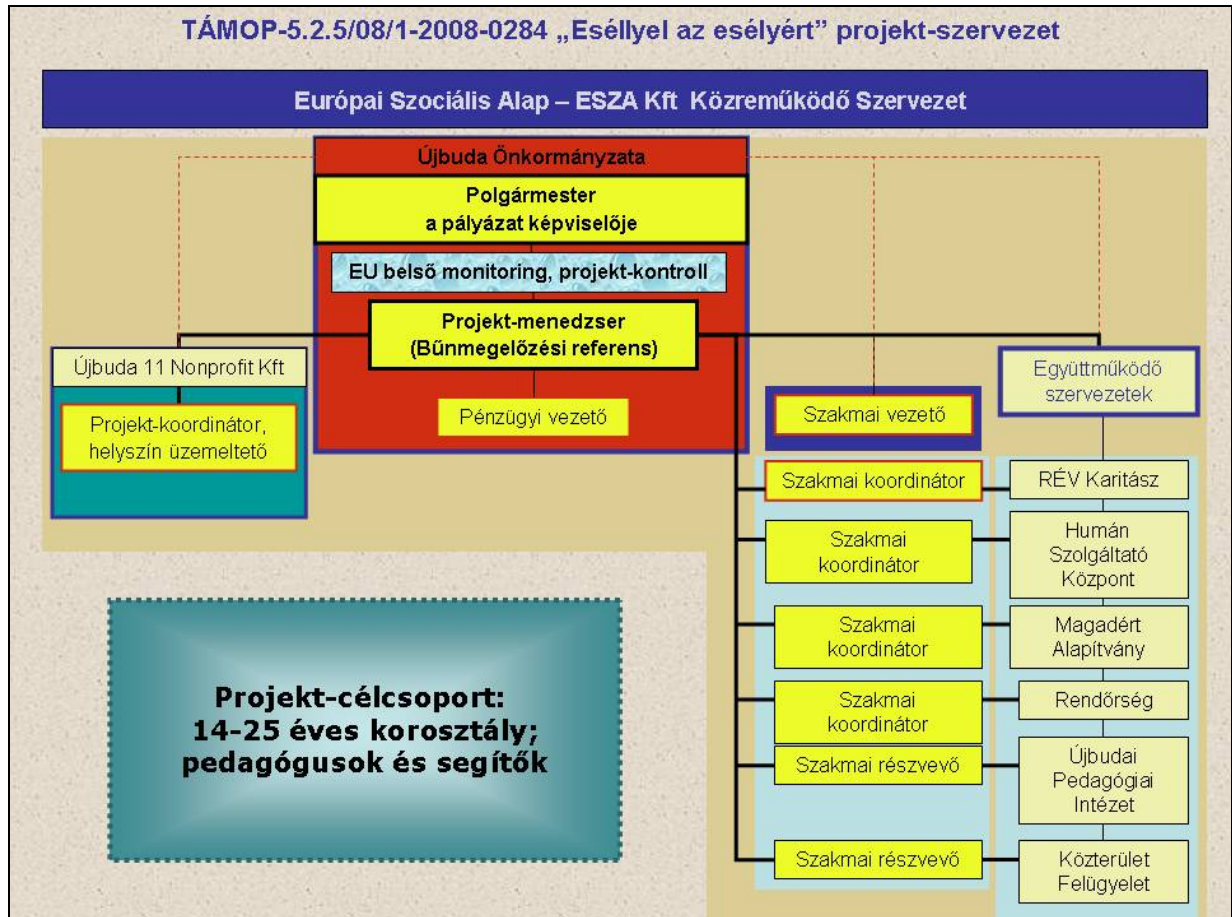 TÁMOP-5.2.5/08/1-2008-0284 „Eséllyel az esélyért” projekt-szervezet
Európai Szociális Alap – ESZA Kft Közreműködő Szervezet
Újbuda Önkormányzata
Polgármester
a pályázat képviselője
EU belső monitoring, projekt-kontroll
Projekt-menedzser
(Bűnmegelőzési referens)
Pénzügyi vezető
Újbuda 11 Nonprofit Kft
Projekt-koordinátor,
helyszín üzemeltető
Szakmai vezető
Együttműködő
szervezetek
Szakmai koordinátor
RÉV Karitász
Szakmai
koordinátor
Humán
Szolgáltató
Központ
Szakmai
koordinátor
Magadért
Alapítvány
Szakmai
koordinátor
Rendőrség
Szakmai részvevő
Újbudai
Pedagógiai
Intézet
Szakmai részvevő
Közterület
Felügyelet
Projekt-célcsoport:
14-25 éves korosztály;
pedagógusok és segítők